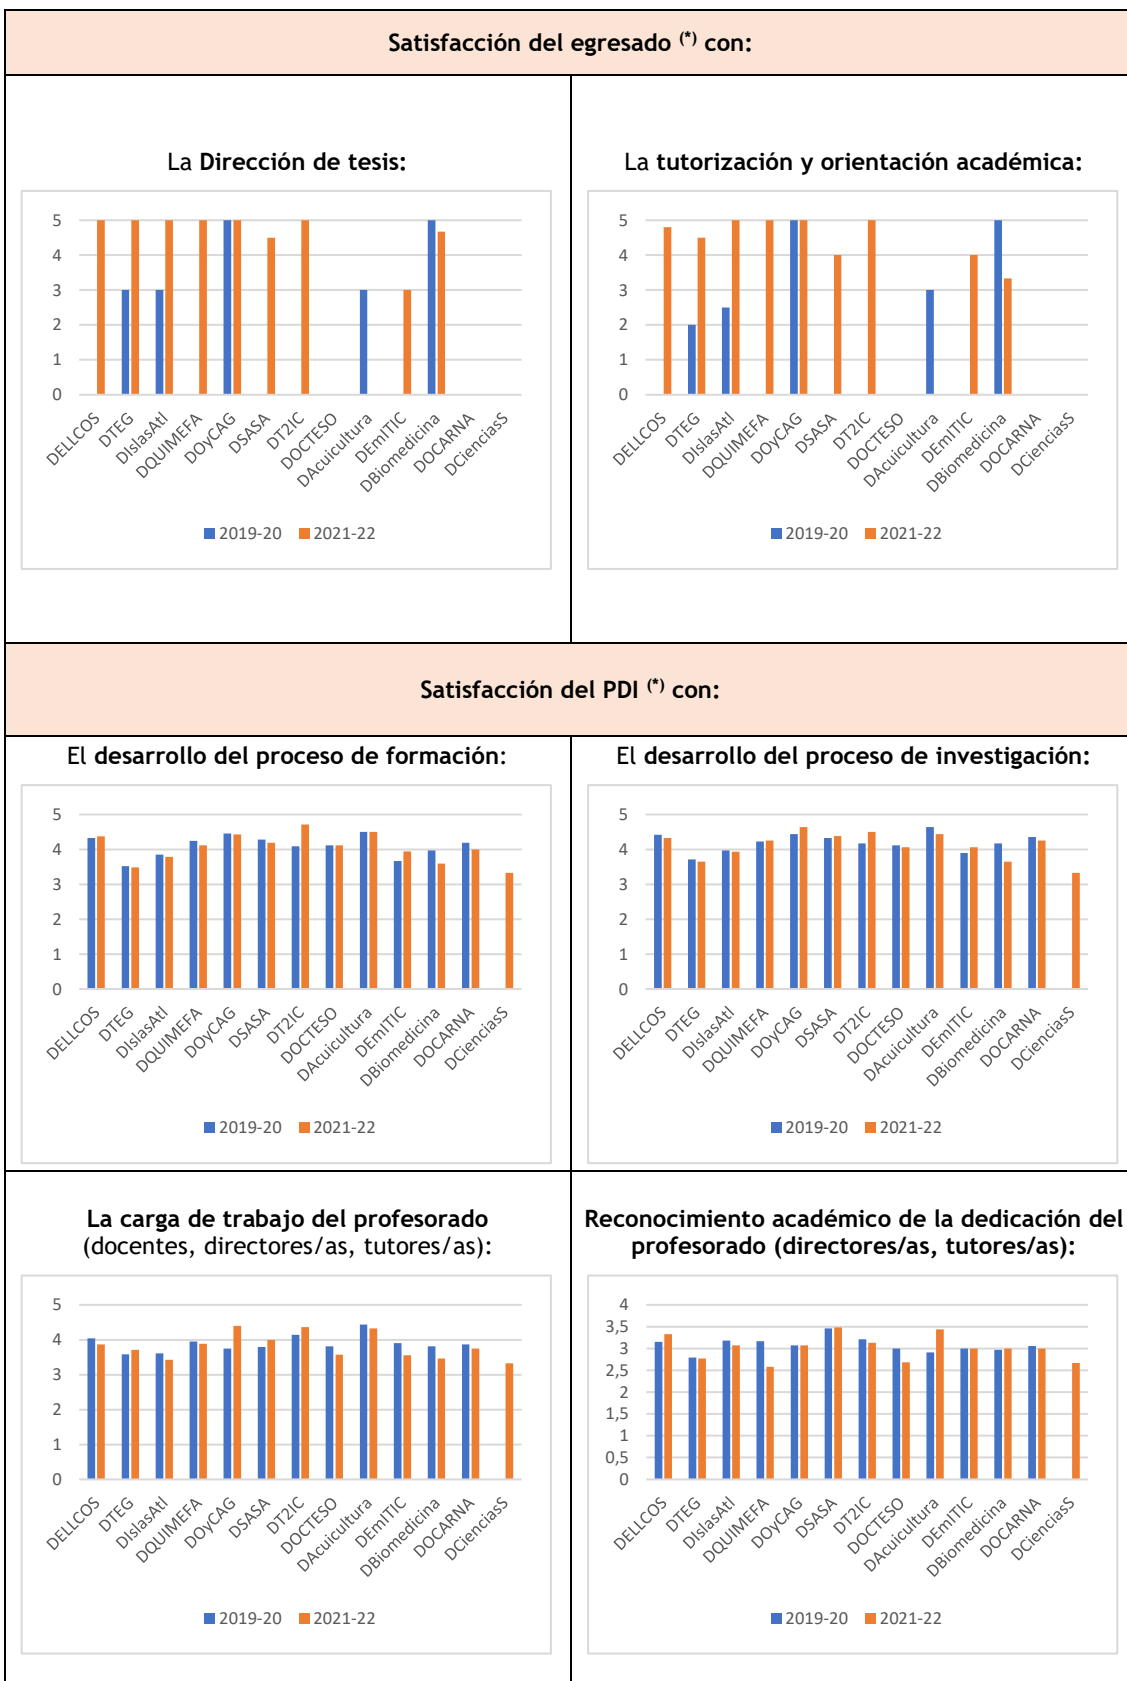 Satisfacción del egresado (*) con:
La Dirección de tesis:
5
4
3
2
1
0
DELLCOS
DTEG
DIslasAtl
DQUIMEFA
DOyCAG
DSASA
DT2IC
DOCTESO
DAcuicultura
DEmITIC
DBiomedicina
DOCARNA
DCienciasS
2019-20 2021-22
La tutorización y orientación académica:
5
4
3
2
1
0
DELLCOS
DTEG
DIslasAtl
DQUIMEFA
DOyCAG
DSASA
DT2IC
DOCTESO
DAcuicultura
DEmITIC
DBiomedicina
DOCARNA
DCienciasS
2019-20 2021-22
Satisfacción del PDI (*) con:
El desarrollo del proceso de formación:
5
4
3
2
1
0
DELLCOS
DTEG
DIslasAtl
DQUIMEFA
DOyCAG
DSASA
DT2IC
DOCTESO
DAcuicultura
DEmITIC
DBiomedicina
DOCARNA
DCienciasS
2019-20 2021-22
El desarrollo del proceso de investigación:
5
4
3
2
1
0
DELLCOS
DTEG
DIslasAtl
DQUIMEFA
DOyCAG
DSASA
DT2IC
DOCTESO
DAcuicultura
DEmITIC
DBiomedicina
DOCARNA
DCienciasS
2019-20 2021-22
La carga de trabajo del profesorado
(docentes, directores/as, tutores/as):
5
4
3
2
1
0
DELLCOS
DTEG
DIslasAtl
DQUIMEFA
DOyCAG
DSASA
DT2IC
DOCTESO
DAcuicultura
DEmITIC
DBiomedicina
DOCARNA
DCienciasS
2019-20 2021-22
Reconocimiento académico de la dedicación del
profesorado (directores/as, tutores/as):
4
3,5
3
2,5
2
1,5
1
0,5
0
DELLCOS
DTEG
DIslasAtl
DQUIMEFA
DOyCAG
DSASA
DT2IC
DOCTESO
DAcuicultura
DEmITIC
DBiomedicina
DOCARNA
DCienciasS
2019-20 2021-22